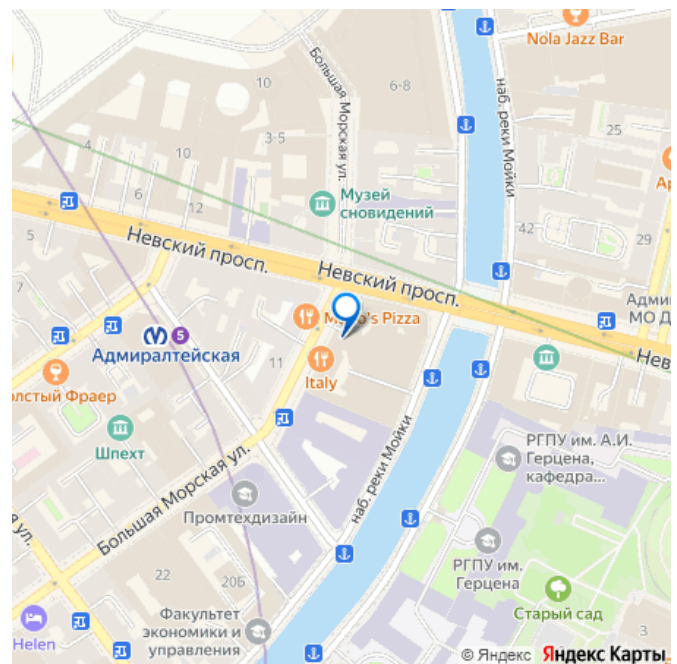 Nola Jazz Bar
10
6-8
Большая Морская ул.
наб. реки Мойки
25
4
3-5
10
Музей
сновидений
6
12
42
29
5
Невский просп.
Невский просп.
7
5
Адмиралтейская
11
Italy
Шпехт
наб. реки Мойки
РГПУ им. А.И.
Герцена,
кафедра...
Большая Морская ул.
Промтехдизайн
РГПУ им.
Герцена
22
20Б
Старый сад
Факультет
экономики и
управления
Helen
3
© Яндекс Яндекс Карты